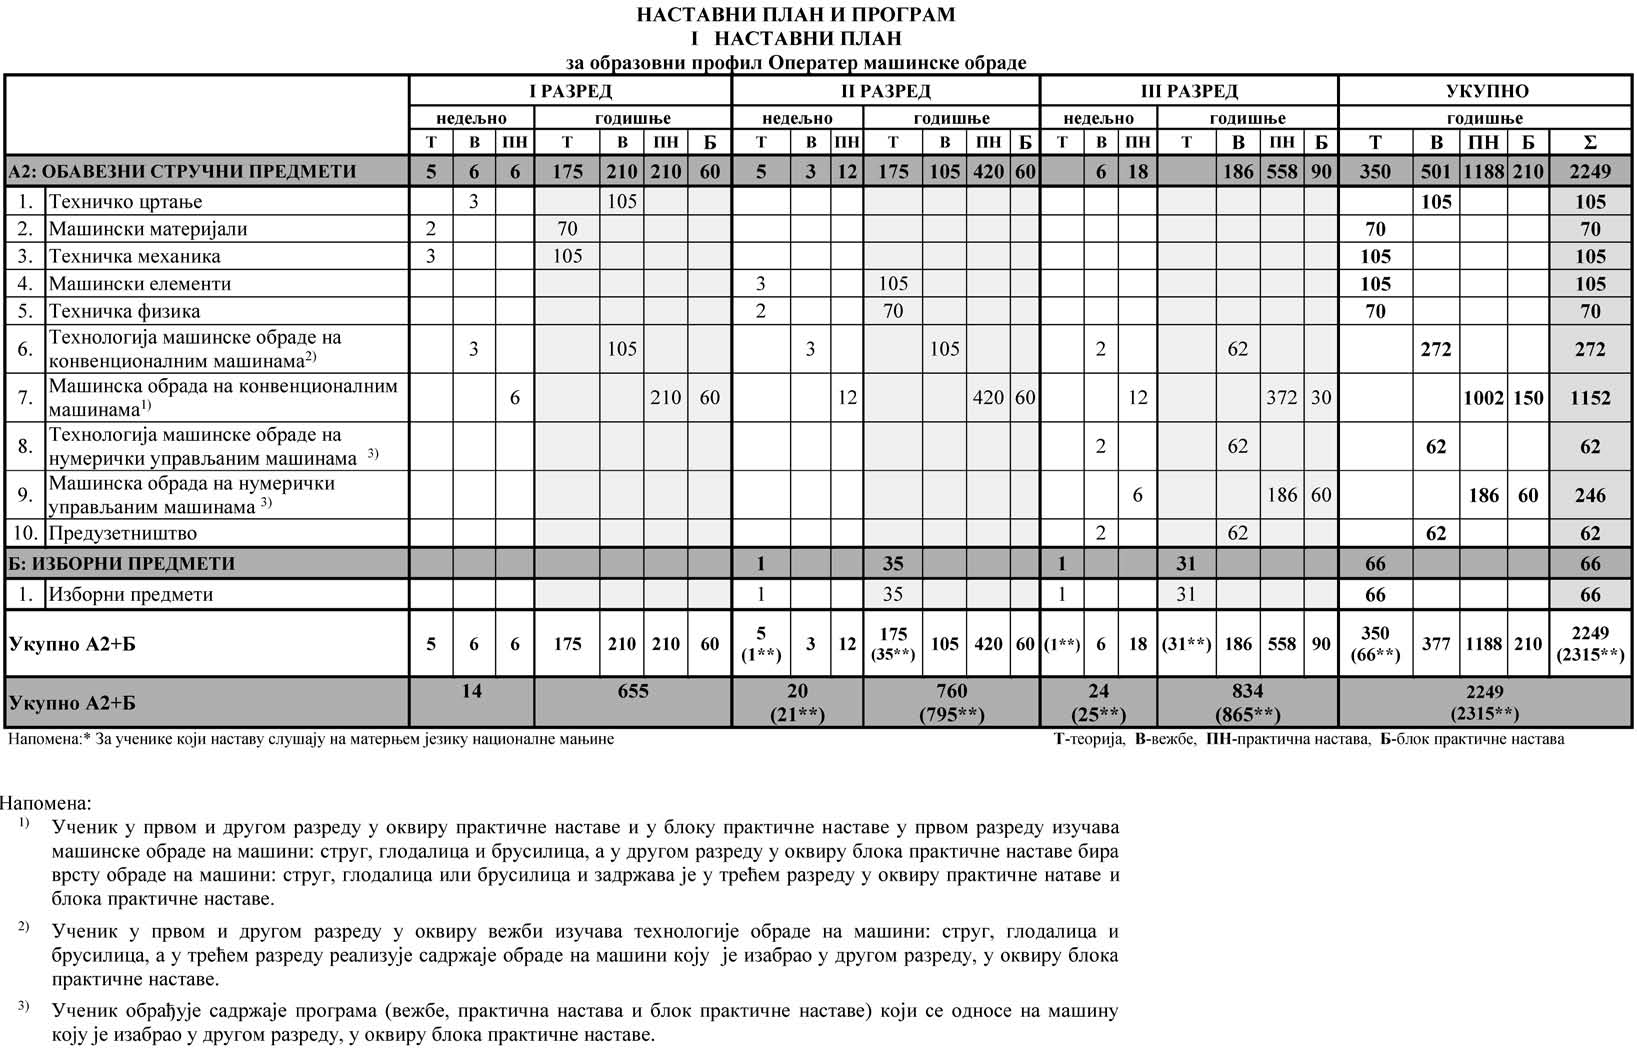 НАСТАВНИ ПЛАН И ПРОГРАМ
I НАСТАВНИ ПЛАН
за образовни профил Оператер машинске обраде
I РАЗРЕД II РАЗРЕД III РАЗРЕД УКУПНО
недељно годишње недељно годишње недељно годишње годишње
Т В ПН Т В ПН Б Т В ПН Т В ПН Б Т В ПН Т В ПН Б Т В ПН Б Σ
А2: ОБАВЕЗНИ СТРУЧНИ ПРЕДМЕТИ 5 6 6 175 210 210 60 5 3 12 175 105 420 60 6 18 186 558 90 350 501 1188 210 2249
1. Техничко цртање 3 105 105 105
2. Машински материјали 2 70 70 70
3. Техничка механика 3 105 105 105
4. Машински елементи 3 105 105 105
5. Техничка физика 2 70 70 70
6. Технологија машинске обраде на
конвенционалним машинама2) 3 105 3 105 2 62 272 272
7. Машинска обрада на конвенционалним
машинама1) 6 210 60 12 420 60 12 372 30 1002 150 1152
8. Технологија машинске обраде на
нумерички управљаним машинама 3) 2 62 62 62
9. Машинска обрада на нумерички
управљаним машинама 3) 6 186 60 186 60 246
10. Предузетништво 2 62 62 62
Б: ИЗБОРНИ ПРЕДМЕТИ 1 35 1 31 66 66
1. Изборни предмети 1 35 1 31 66 66
Укупно А2+Б 5 6 6 175 210 210 60 5 (1**) 3 12 175 (35**) 105 420 60 (1**) 6 18 (31**) 186 558 90 350 (66**) 377 1188 210 2249 (2315**)
Укупно А2+Б 14 655 20 (21**) 760 (795**) 24 (25**) 834 (865**) 2249 (2315**)
Напомена:* За ученике који наставу слушају на матерњем језику националне мањине Т-теорија, В-вежбе, ПН-практична настава, Б-блок практичне настава
Напомена:
1) Ученик у првом и другом разреду у оквиру практичне наставе и у блоку практичне наставе у првом разреду изучава
машинске обраде на машини: струг, глодалица и брусилица, а у другом разреду у оквиру блока практичне наставе бира
врсту обраде на машини: струг, глодалица или брусилица и задржава је у трећем разреду у оквиру практичне натаве и
блока практичне наставе.
2) Ученик у првом и другом разреду у оквиру вежби изучава технологије обраде на машини: струг, глодалица и
брусилица, а у трећем разреду реализује садржаје обраде на машини коју је изабрао у другом разреду, у оквиру блока
практичне наставе.
3) Ученик обрађује садржаје програма (вежбе, практична настава и блок практичне наставе) који се односе на машину
коју је изабрао у другом разреду, у оквиру блока практичне наставе.